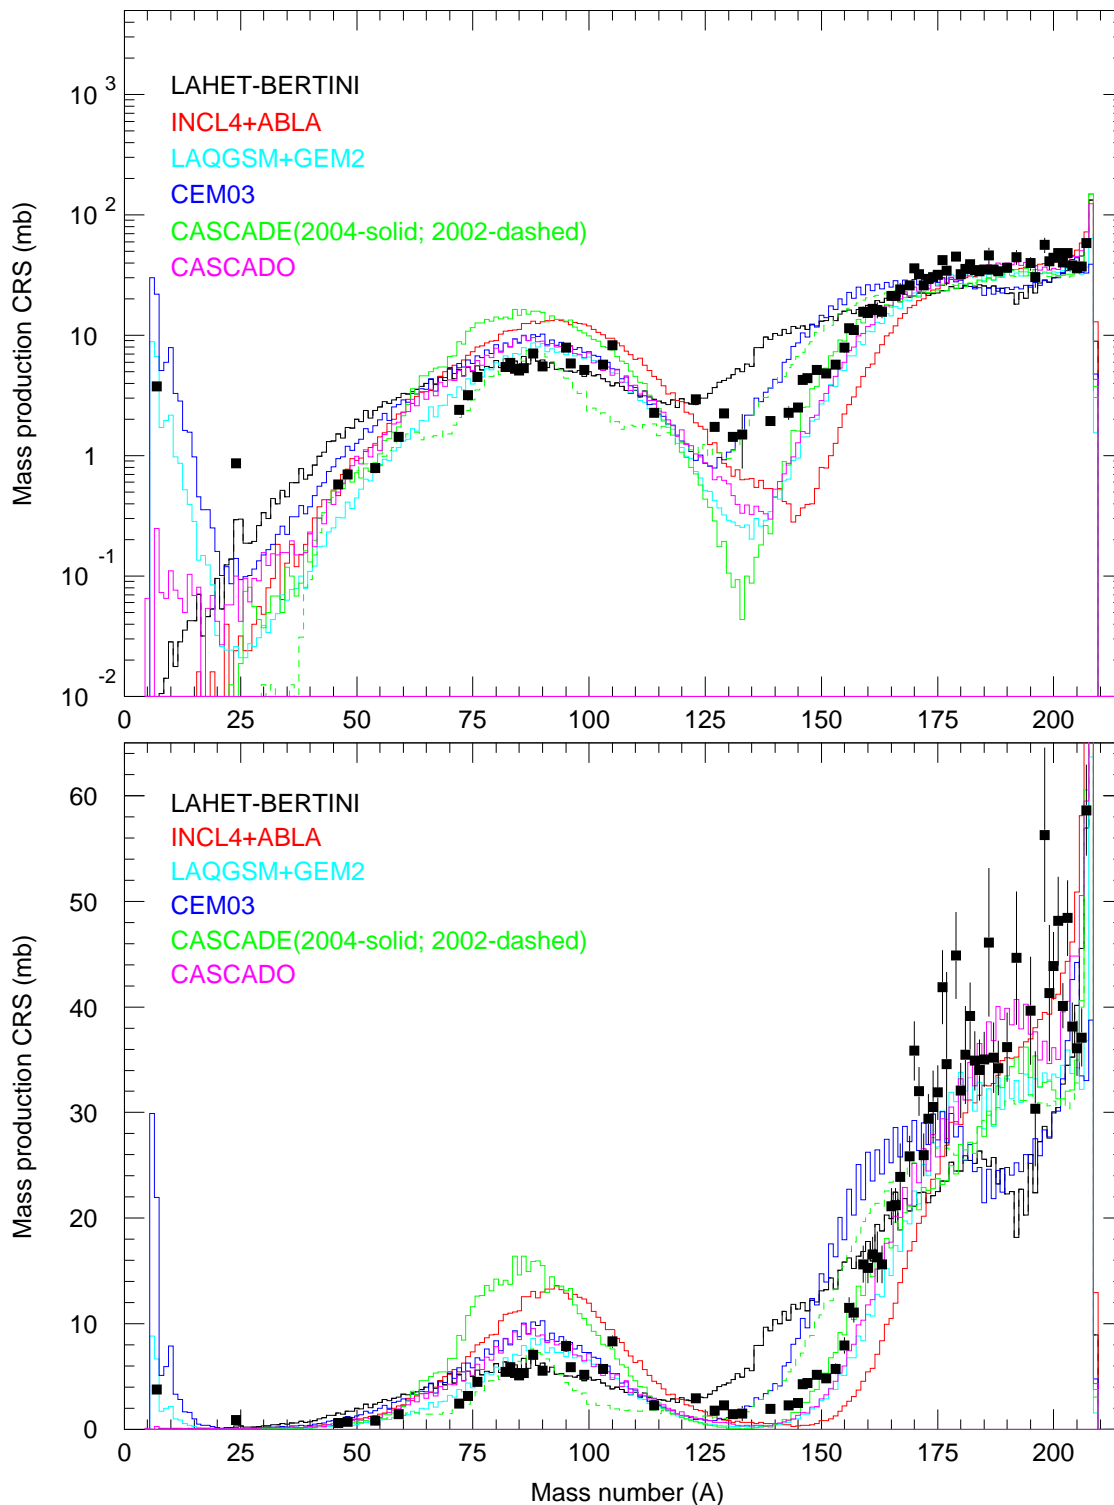 10 3
10 2
10
1
10 -1
10 -2
Mass production CRS (mb)
LAHET-BERTINI
INCL4+ABLA
LAQGSM+GEM2
CEM03
CASCADE(2004-solid; 2002-dashed)
CASCADO
0 25 50 75 100 125 150 175 200
60
50
40
30
20
10
0
Mass production CRS (mb)
LAHET-BERTINI
INCL4+ABLA
LAQGSM+GEM2
CEM03
CASCADE(2004-solid; 2002-dashed)
CASCADO
0 25 50 75 100 125 150 175 200
Mass number (A)